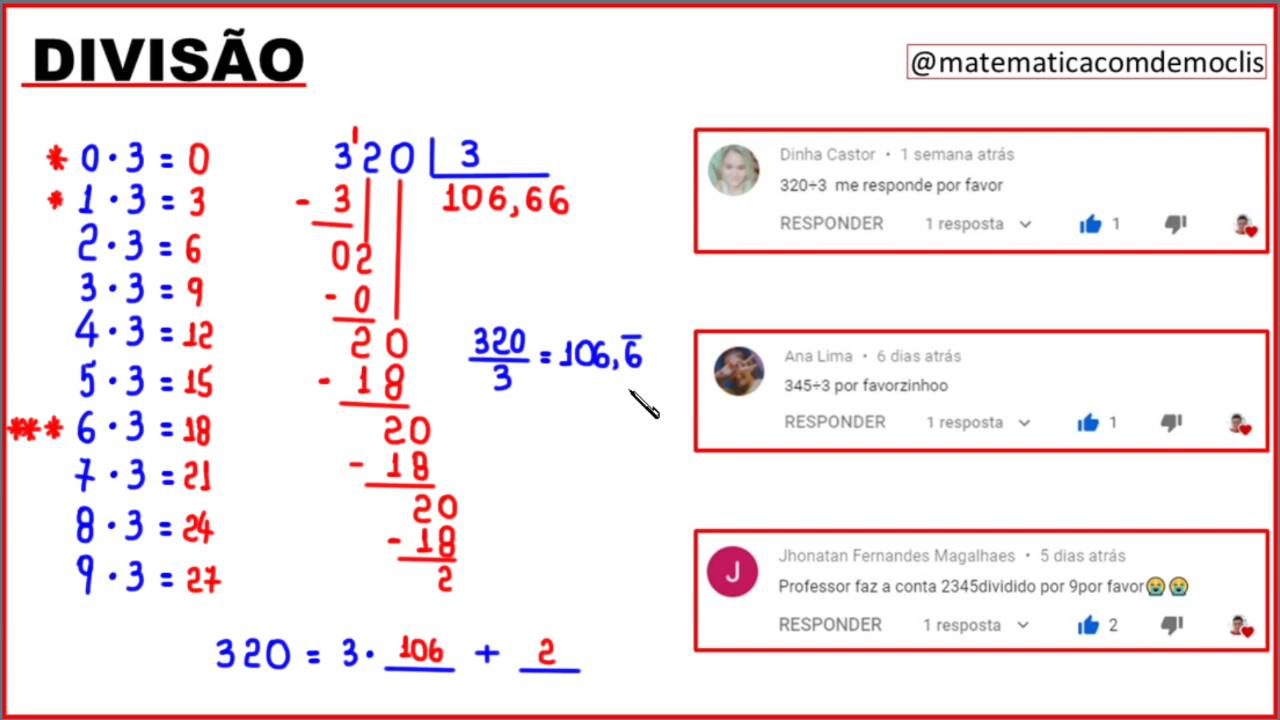 DIVISÃO
@matematicacomdemoclis
* 0 · 3 = 0
* 1 · 3 = 3
2 · 3 = 6
3 · 3 = 9
4 · 3 = 12
5 · 3 = 15
*** 6 · 3 = 18
7 · 3 = 21
8 · 3 = 24
9 · 3 = 27
1
320 3
- 3 106,66
02
- 0
20
- 18
20
- 18
20
- 18
2
320/3 = 106,6̅
320 = 3 · 106 + 2
Dinha Castor • 1 semana atrás
320÷3 me responde por favor
RESPONDER 1 resposta 1
Ana Lima • 6 dias atrás
345÷3 por favorzinhoo
RESPONDER 1 resposta 1
J Jhonatan Fernandes Magalhaes • 5 dias atrás
Professor faz a conta 2345dividido por 9por favor😭😭
RESPONDER 1 resposta 2